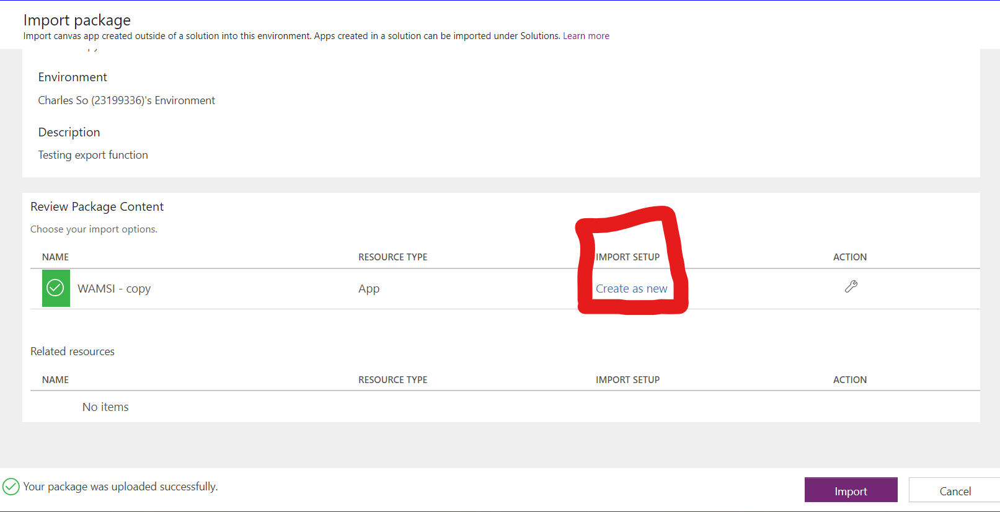 Import package
Import canvas app created outside of a solution into this environment. Apps created in a solution can be imported under Solutions. Learn more
Environment
Charles So (23199336)'s Environment
Description
Testing export function
Review Package Content
Choose your import options.
NAME RESOURCE TYPE IMPORT SETUP ACTION
WAMSI - copy App Create as new
Related resources
NAME RESOURCE TYPE IMPORT SETUP ACTION
No items
Your package was uploaded successfully.
Import Cancel